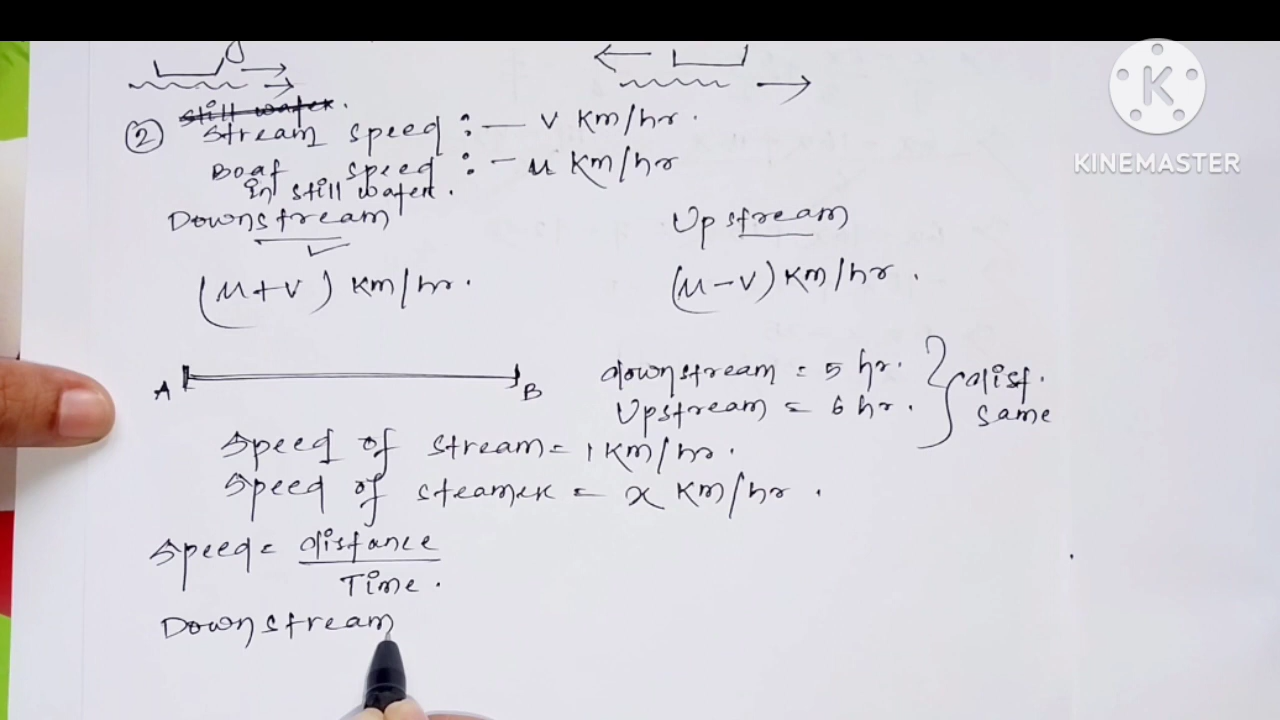 still water.
② Stream speed :— v km/hr.
Boat speed :— u km/hr
in still water.
Downstream
Upstream
(u+v) km/hr.
(u-v) km/hr.
A B
downstream = 5 hr.
Upstream = 6 hr.
dist.
same
Speed of stream = 1 km/hr.
Speed of steamer = x km/hr.
Speed = distance
Time.
Downstream
K
KINEMASTER